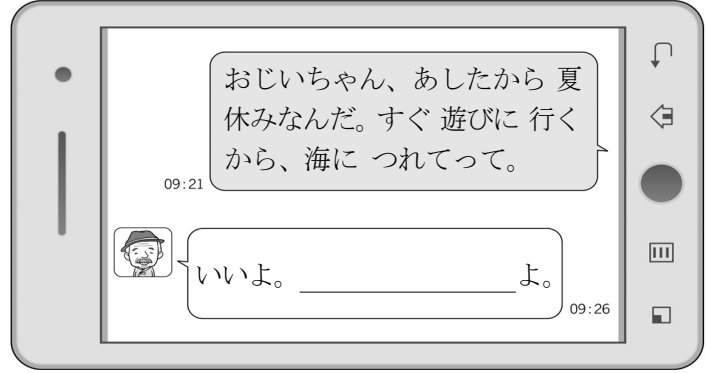 おじいちゃん、あしたから 夏
休みなんだ。すぐ 遊びに 行く
から、海に つれてって。
09:21
いいよ。＿＿＿＿＿＿＿＿よ。
09:26